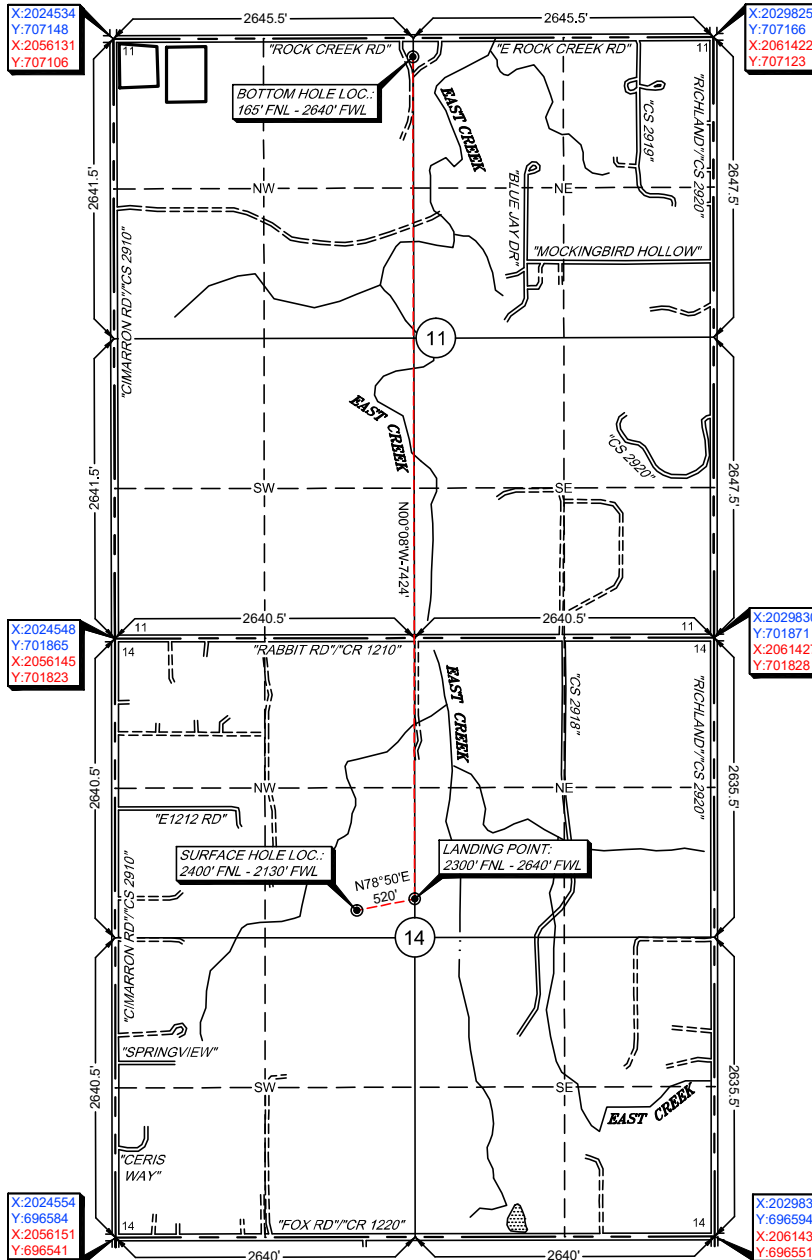 X:2024534
Y:707148
X:2056131
Y:707106
2645.5'
2645.5'
X:2029825
Y:707166
X:2061422
Y:707123
11
"ROCK CREEK RD"
"E ROCK CREEK RD"
11
BOTTOM HOLE LOC.:
165' FNL - 2640' FWL
EAST CREEK
"CS 2919"
"RICHLAND"/"CS 2920"
2641.5'
NW
"BLUE JAY DR"
NE
2647.5'
"CIMARRON RD"/"CS 2910"
"MOCKINGBIRD HOLLOW"
11
EAST CREEK
"CS 2920"
2641.5'
SW
SE
2647.5'
N00°08'W-7424'
X:2024548
Y:701865
X:2056145
Y:701823
2640.5'
2640.5'
11
11
Y:701871
Y:701828
14
"RABBIT RD"/"CR 1210"
14
EAST CREEK
"CS 2918"
"RICHLAND"/"CS 2920"
2640.5'
NW
NE
2635.5'
"E1212 RD"
SURFACE HOLE LOC.:
2400' FNL - 2130' FWL
N78°50'E
520'
LANDING POINT:
2300' FNL - 2640' FWL
"CIMARRON RD"/"CS 2910"
14
"SPRINGVIEW"
2640.5'
SW
SE
2635.5'
EAST CREEK
"CERIS
WAY"
X:2024554
Y:696584
X:2056151
Y:696541
14
"FOX RD"/"CR 1220"
14
Y:696594
Y:696551
2640'
2640'